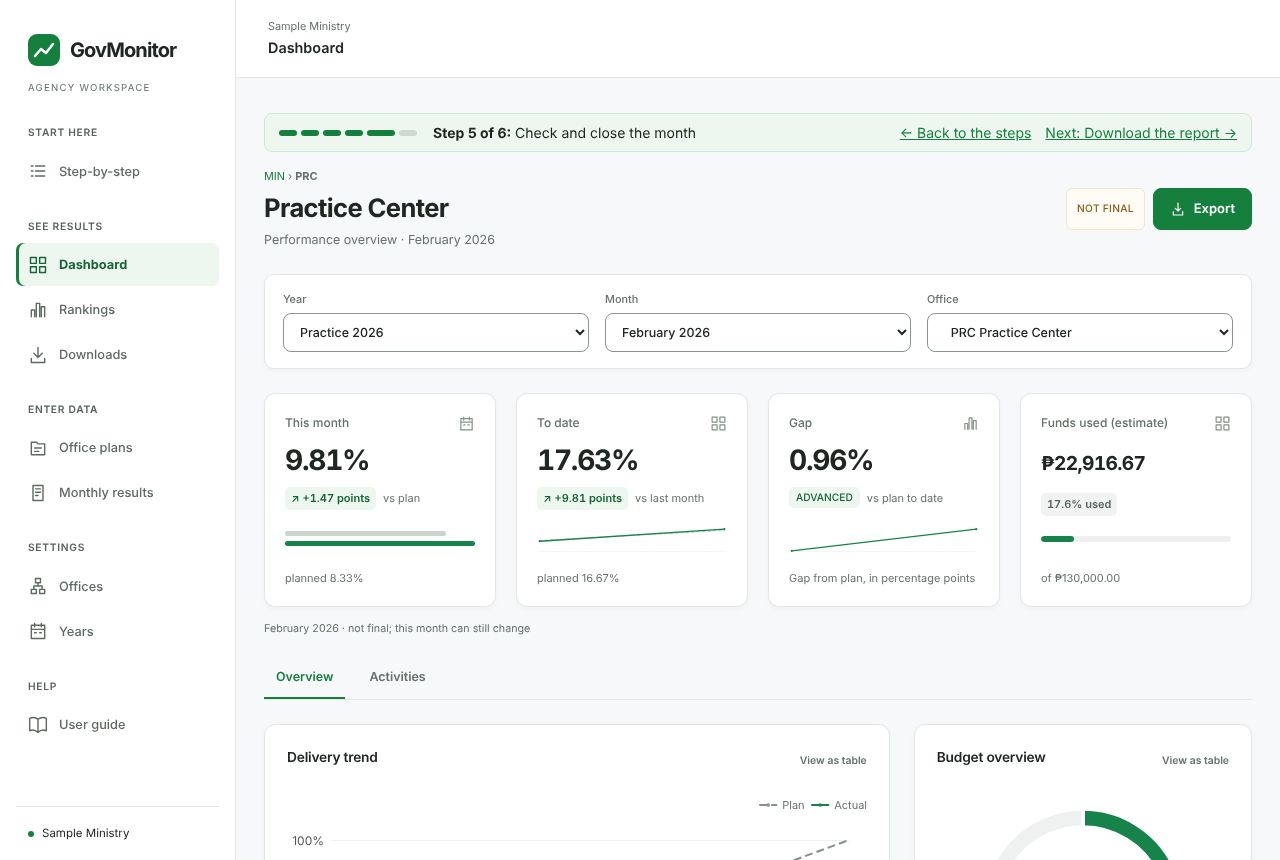 GovMonitor
AGENCY WORKSPACE
START HERE
Step-by-step
SEE RESULTS
Dashboard
Rankings
Downloads
ENTER DATA
Office plans
Monthly results
SETTINGS
Offices
Years
HELP
User guide
Sample Ministry
Sample Ministry
Dashboard
Step 5 of 6: Check and close the month
← Back to the steps
Next: Download the report →
MIN › PRC
Practice Center
Performance overview · February 2026
NOT FINAL
Export
Year
Practice 2026
Month
February 2026
Office
PRC Practice Center
This month
9.81%
↗ +1.47 points vs plan
planned 8.33%
To date
17.63%
↗ +9.81 points vs last month
planned 16.67%
Gap
0.96%
ADVANCED vs plan to date
Gap from plan, in percentage points
Funds used (estimate)
₱22,916.67
17.6% used
of ₱130,000.00
February 2026 · not final; this month can still change
Overview
Activities
Delivery trend
View as table
Plan
Actual
100%
Budget overview
View as table